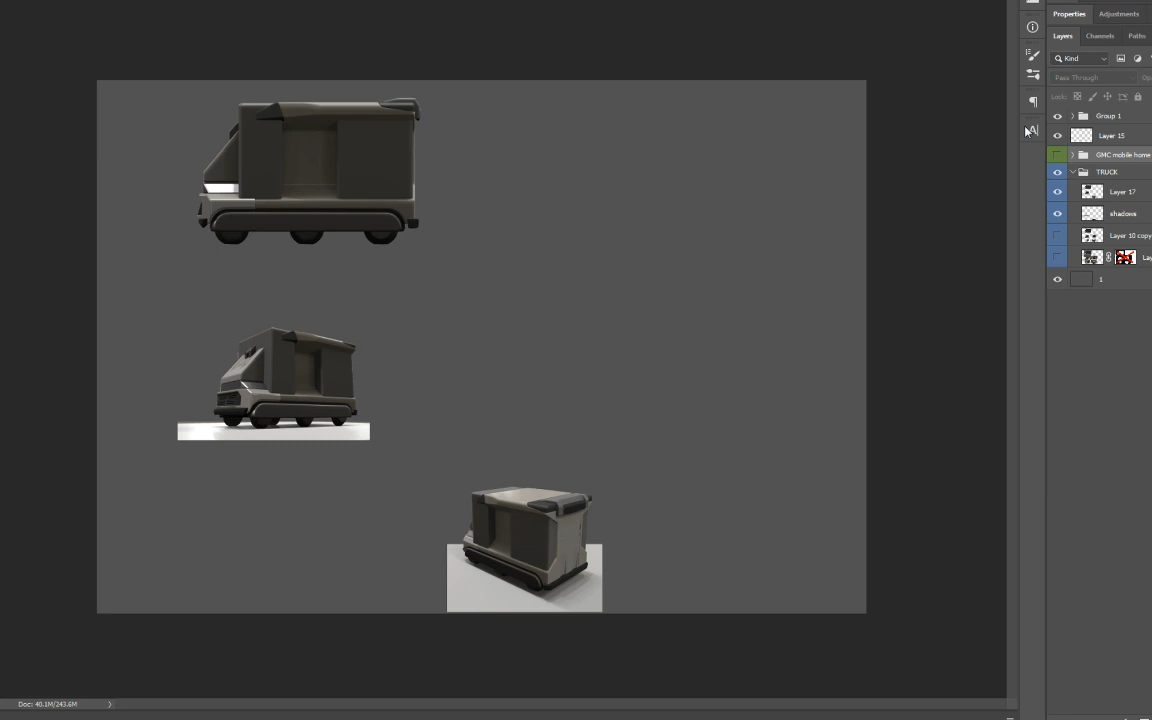 Properties Adjustments
Layers Channels Paths
Kind
Pass Through
Lock:
Group 1
Layer 15
GMC mobile home
TRUCK
Layer 17
shadows
Layer 10 copy
1
Doc: 40.1M/243.6M